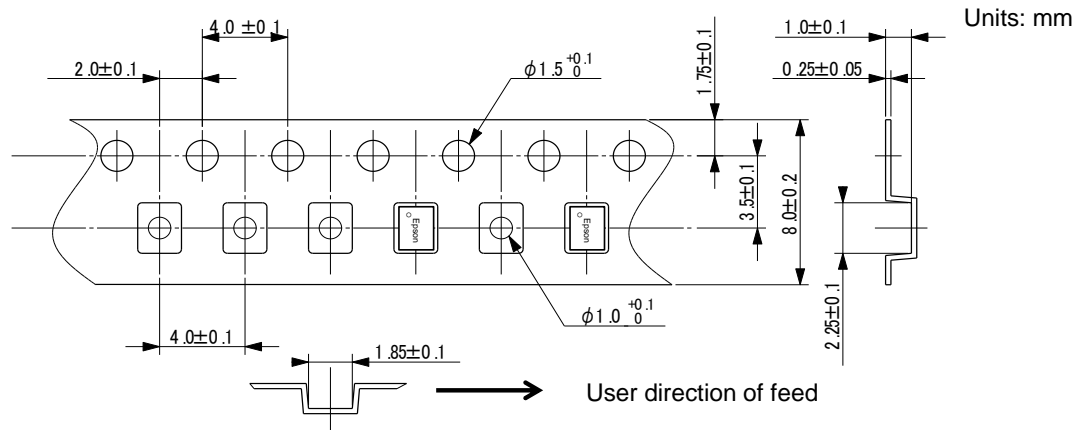 Units: mm
4.0 ±0.1
1.0±0.1
2.0±0.1
φ1.5 +0.1 0
1.75±0.1
0.25±0.05
3.5±0.1
8.0±0.2
2.25±0.1
Epson
Epson
φ1.0 +0.1 0
4.0±0.1
1.85±0.1
User direction of feed